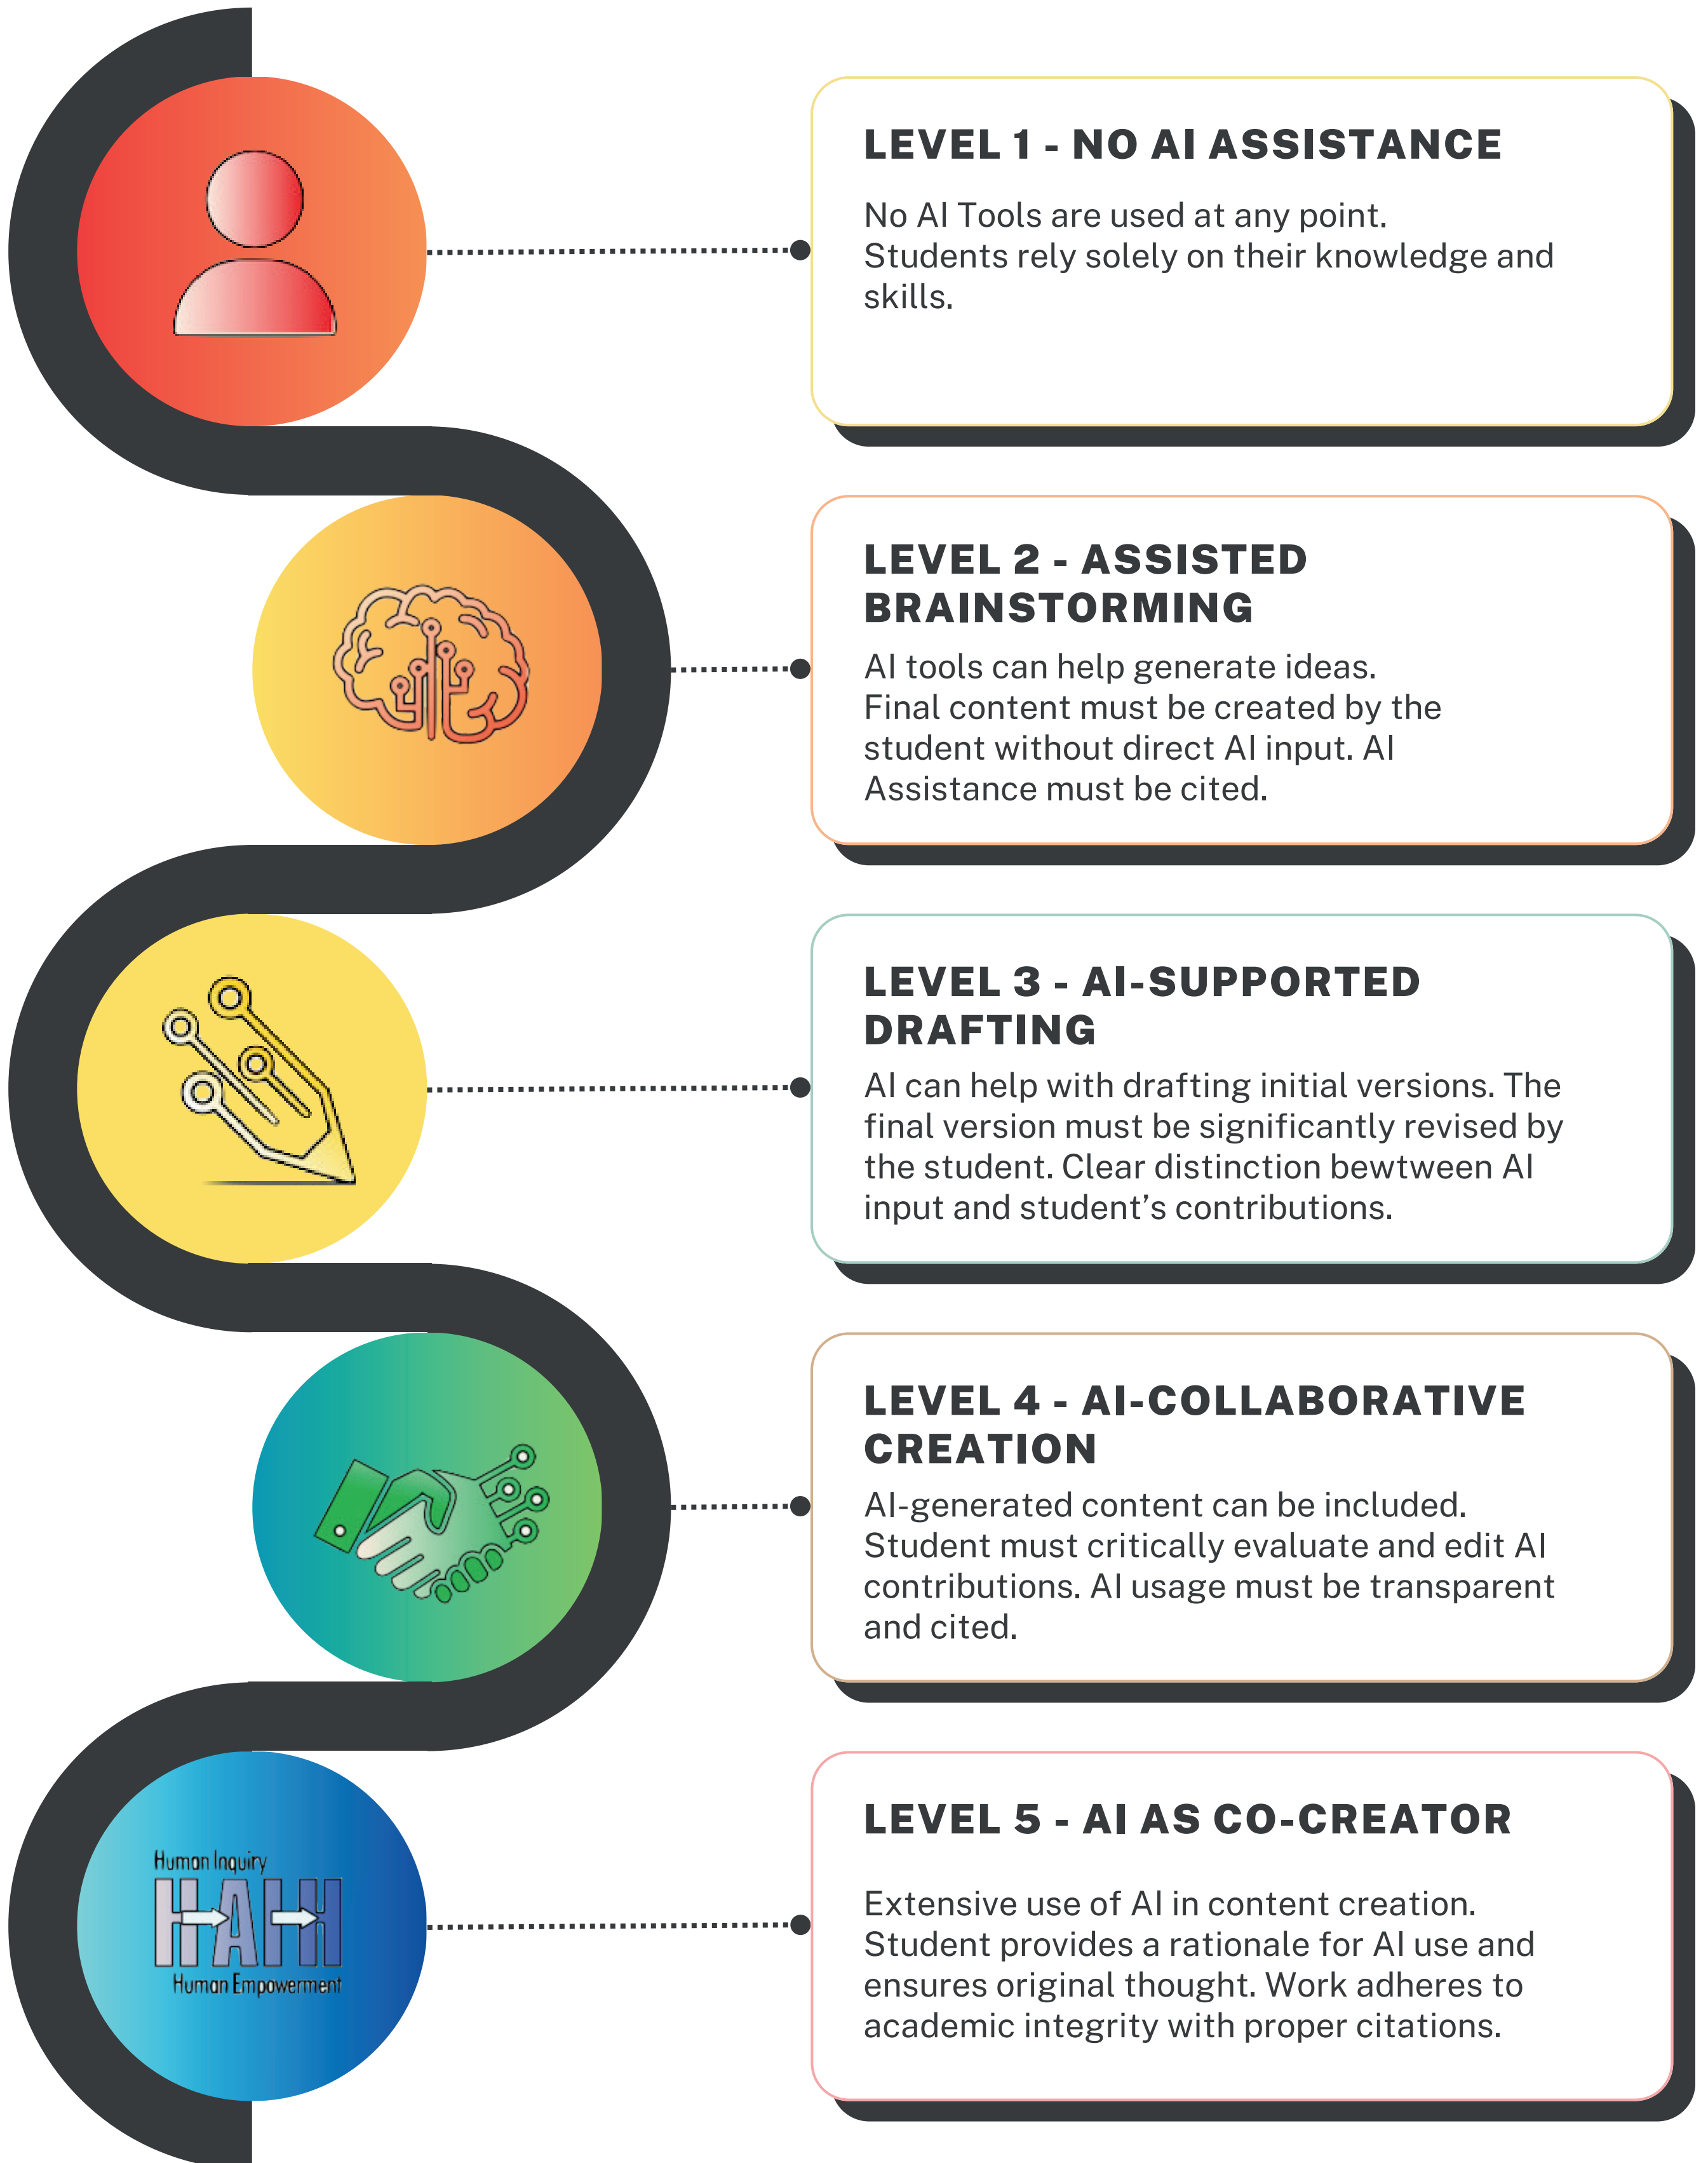 LEVEL 1 - NO AI ASSISTANCE
No AI Tools are used at any point.
Students rely solely on their knowledge and
skills.
LEVEL 2 - ASSISTED
BRAINSTORMING
AI tools can help generate ideas.
Final content must be created by the
student without direct AI input. AI
Assistance must be cited.
LEVEL 3 - AI-SUPPORTED
DRAFTING
AI can help with drafting initial versions. The
final version must be significantly revised by
the student. Clear distinction bewtween AI
input and student’s contributions.
LEVEL 4 - AI-COLLABORATIVE
CREATION
AI-generated content can be included.
Student must critically evaluate and edit AI
contributions. AI usage must be transparent
and cited.
Human Inquiry
HAIH
Human Empowerment
LEVEL 5 - AI AS CO-CREATOR
Extensive use of AI in content creation.
Student provides a rationale for AI use and
ensures original thought. Work adheres to
academic integrity with proper citations.